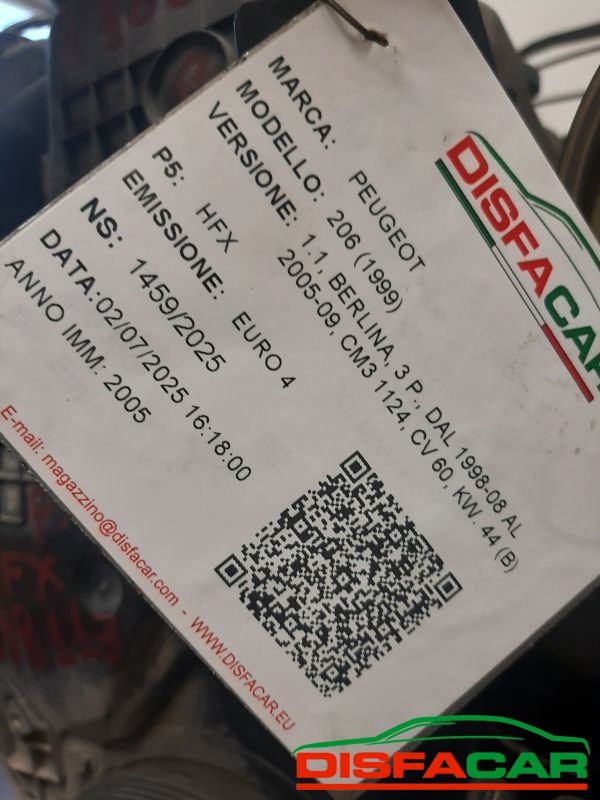 DISFACAR
MARCA: PEUGEOT
MODELLO: 206 (1999)
VERSIONE: 1.1, BERLINA, 3 P., DAL 1998-08 AL
2005-09, CM3 1124, CV 60, KW. 44 (B)
P5: HFX
EMISSIONE: EURO 4
NS: 1459/2025
DATA:02/07/2025 16:18:00
ANNO IMM: 2005
E-mail: magazzino@disfacar.com - WWW.DISFACAR.EU
DISFACAR